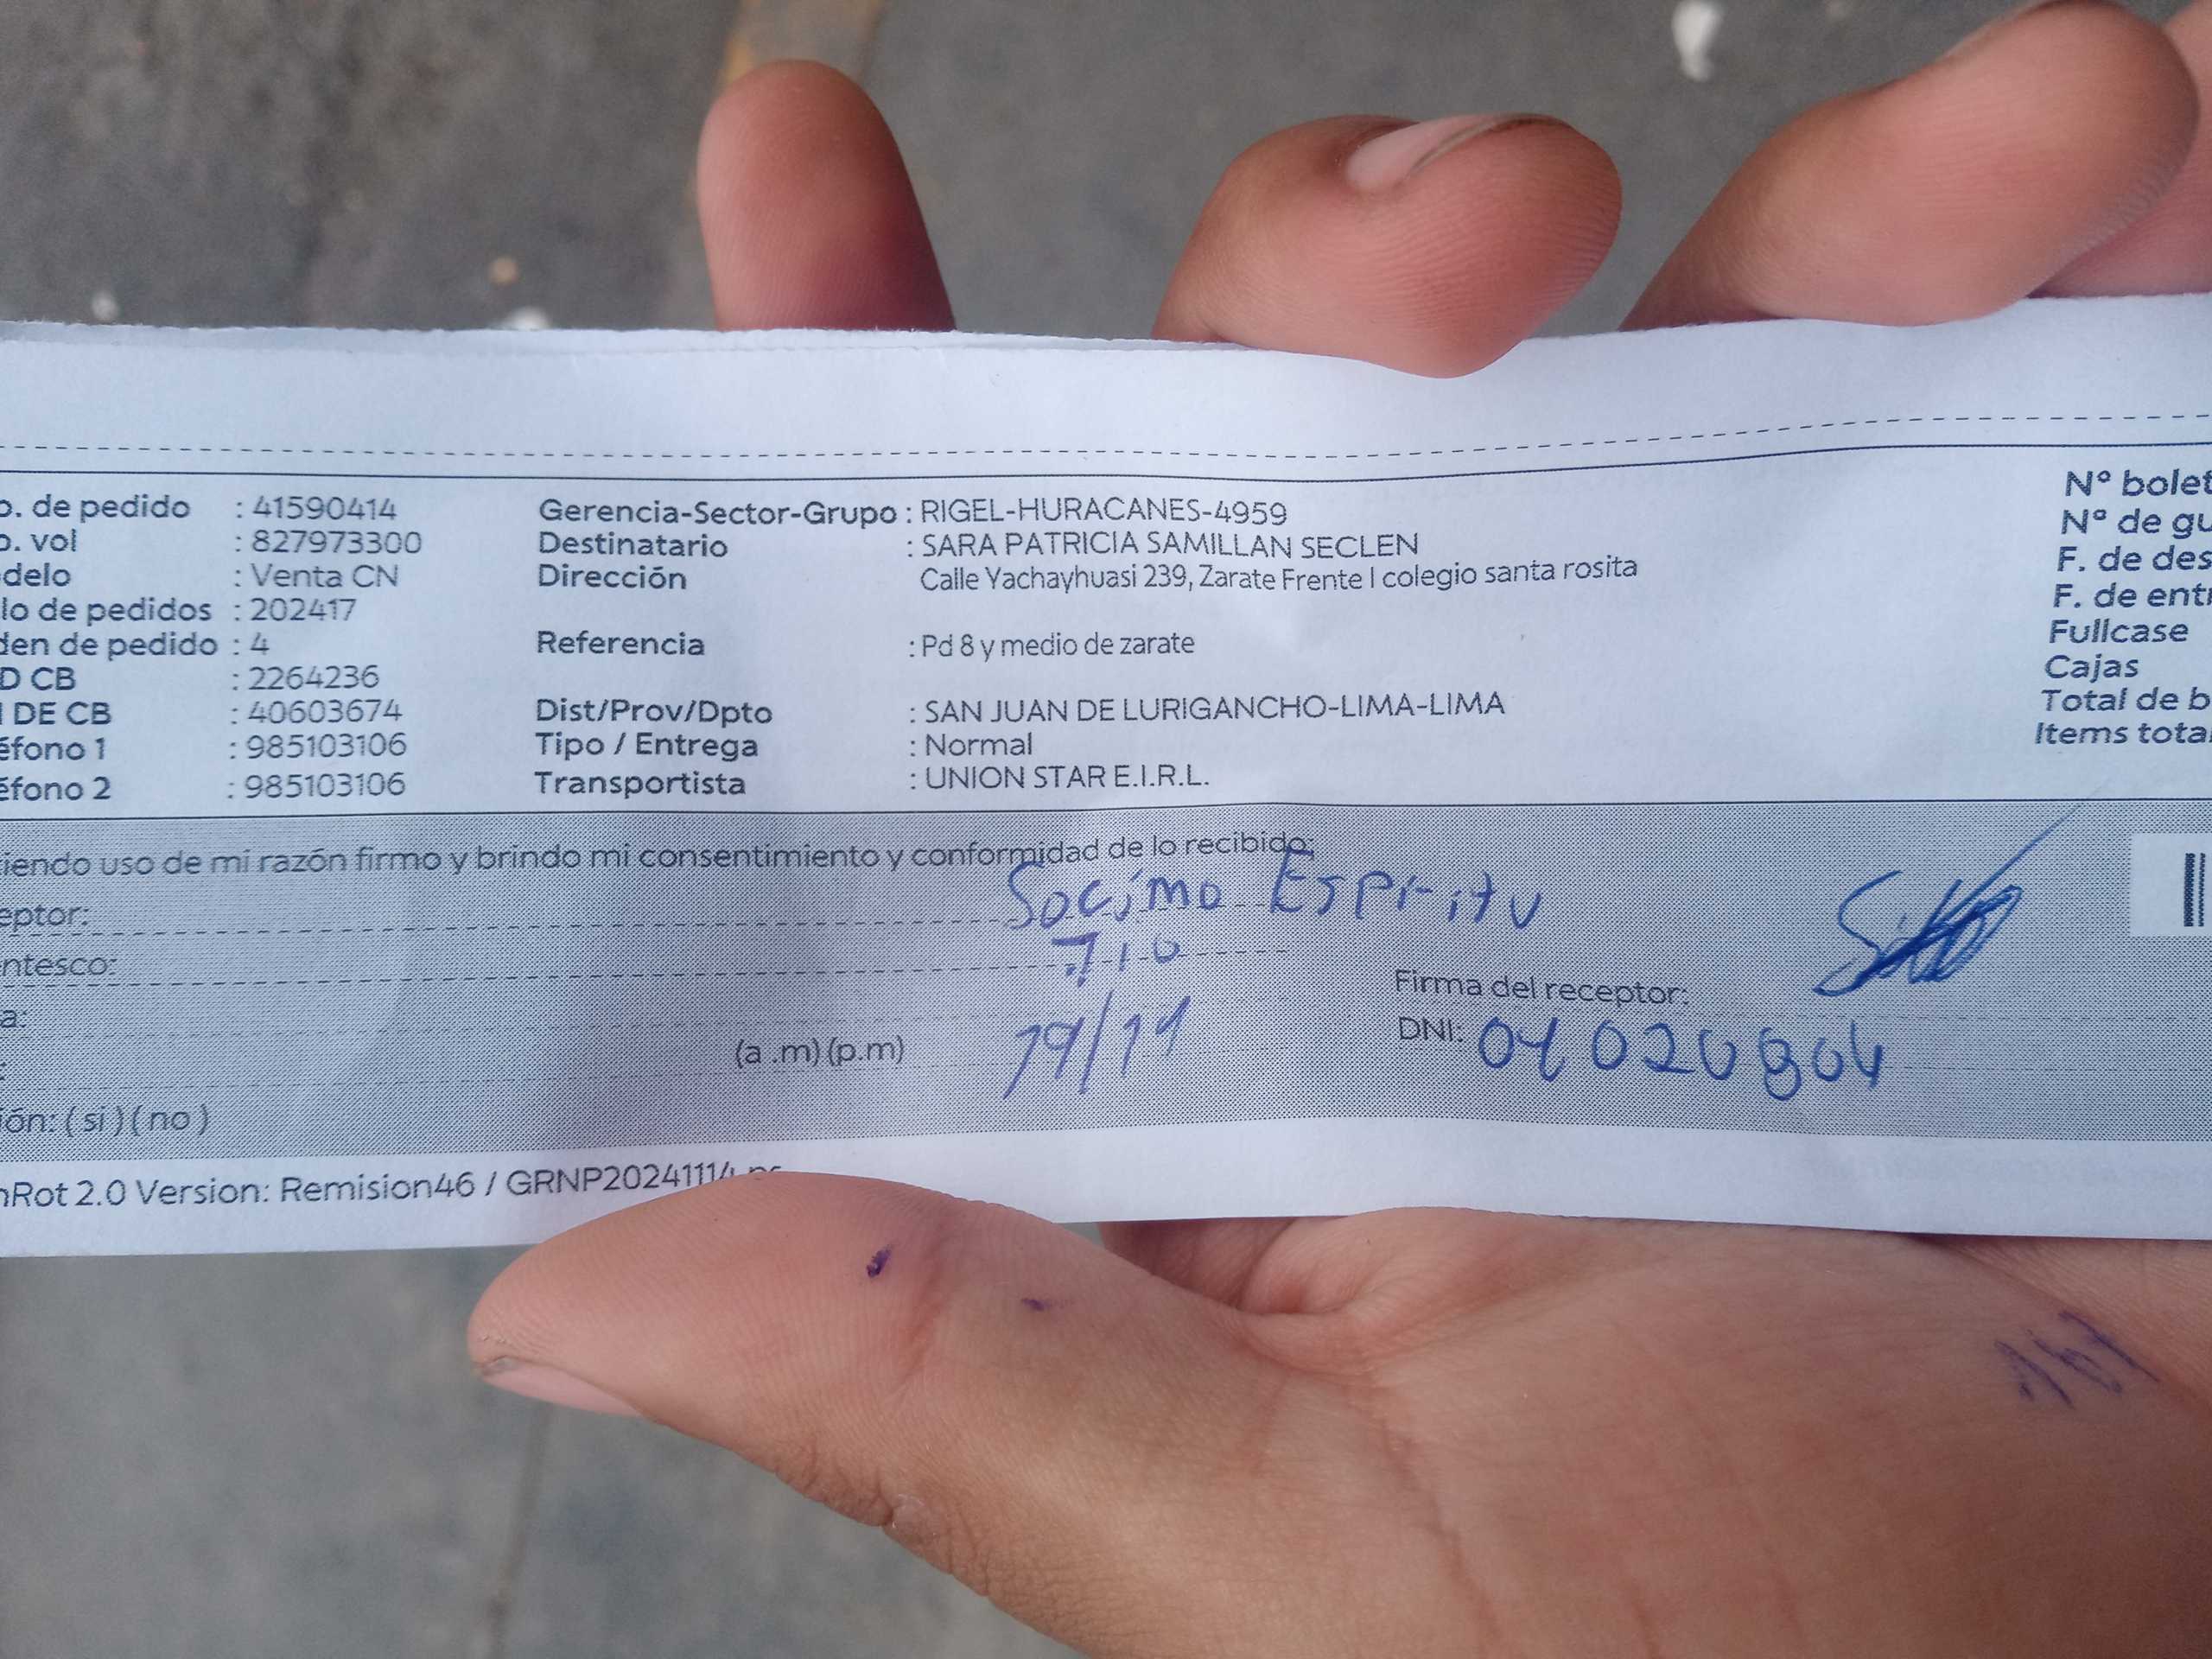 o. de pedido : 41590414
o. vol : 827973300
delo : Venta CN
lo de pedidos : 202417
den de pedido : 4
D CB : 2264236
I DE CB : 40603674
éfono 1 : 985103106
éfono 2 : 985103106
Gerencia-Sector-Grupo : RIGEL-HURACANES-4959
Destinatario : SARA PATRICIA SAMILLAN SECLEN
Dirección Calle Yachayhuasi 239, Zarate Frente l colegio santa rosita
Referencia : Pd 8 y medio de zarate
Dist/Prov/Dpto : SAN JUAN DE LURIGANCHO-LIMA-LIMA
Tipo / Entrega : Normal
Transportista : UNION STAR E.I.R.L.
Nº bolet
Nº de gu
F. de des
F. de entr
Fullcase
Cajas
Total de b
Items total
iendo uso de mi razón firmo y brindo mi consentimiento y conformidad de lo recibido:
eptor: Socimo Espiritu
ntesco: Tio
a: 19/11
(a .m) (p.m)
Firma del receptor:
DNI: 04020804
ión: ( si ) ( no )
nRot 2.0 Version: Remision46 / GRNP20241114